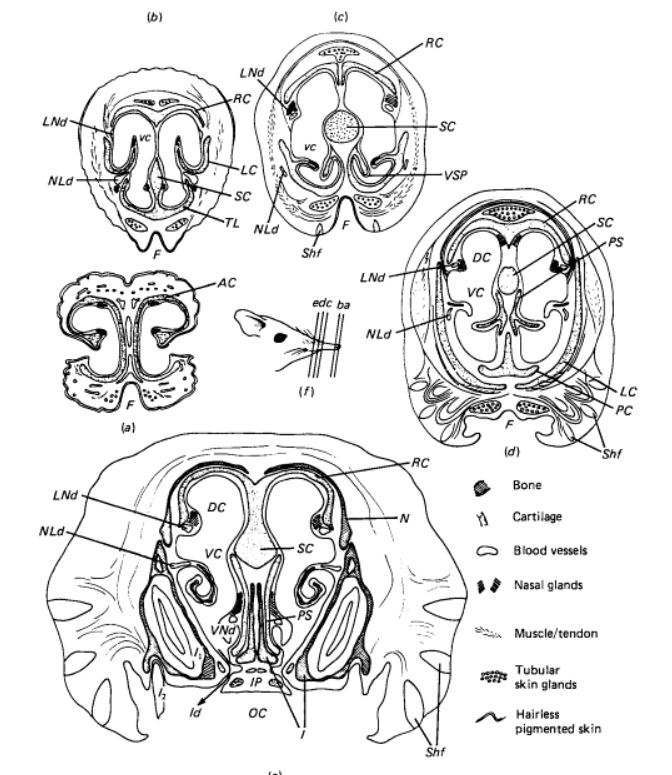 (b)
(c)
RC
LNd
RC
LNd
vc
SC
LC
NLd
SC
vc
VSP
TL
NLd
F
F
Shf
RC
SC
PS
DC
LNd
VC
NLd
AC
edc ba
(f)
F
(a)
LC
PC
F
Shf
(d)
RC
LNd
DC
N
NLd
VC
SC
PS
VNd
I1
I2
IP
Id
OC
I
Shf
Bone
Cartilage
Blood vessels
Nasal glands
Muscle/tendon
Tubular
skin glands
Hairless
pigmented skin